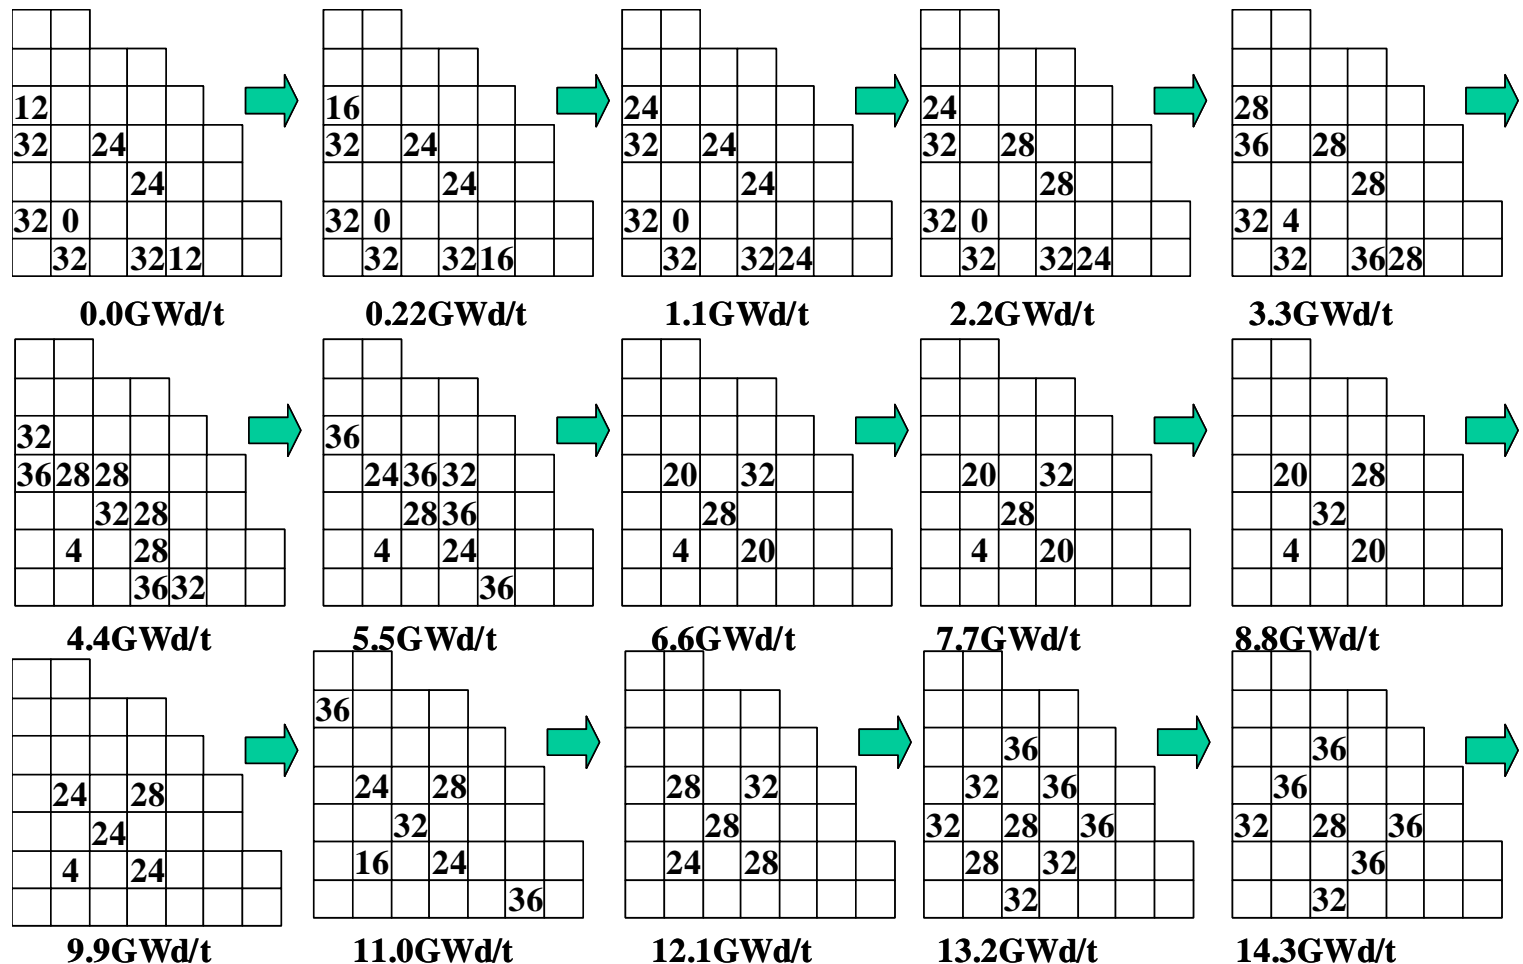 12
32 24
24
32 0
32 32 12
0.0GWd/t
16
32 24
24
32 0
32 32 16
0.22GWd/t
24
32 24
24
32 0
32 32 24
1.1GWd/t
24
32 28
28
32 0
32 32 24
2.2GWd/t
28
36 28
28
32 4
32 36 28
3.3GWd/t
32
36 28 28
32 28
4 28
36 32
4.4GWd/t
36
24 36 32
28 36
4 24
36
5.5GWd/t
20 32
28
4 20
6.6GWd/t
20 32
28
4 20
7.7GWd/t
20 28
32
4 20
8.8GWd/t
24 28
24
4 24
9.9GWd/t
36
24 28
32
16 24
36
11.0GWd/t
28 32
28
24 28
12.1GWd/t
36
32 36
32 28 36
28 32
32
13.2GWd/t
36
36
32 28 36
36
32
14.3GWd/t